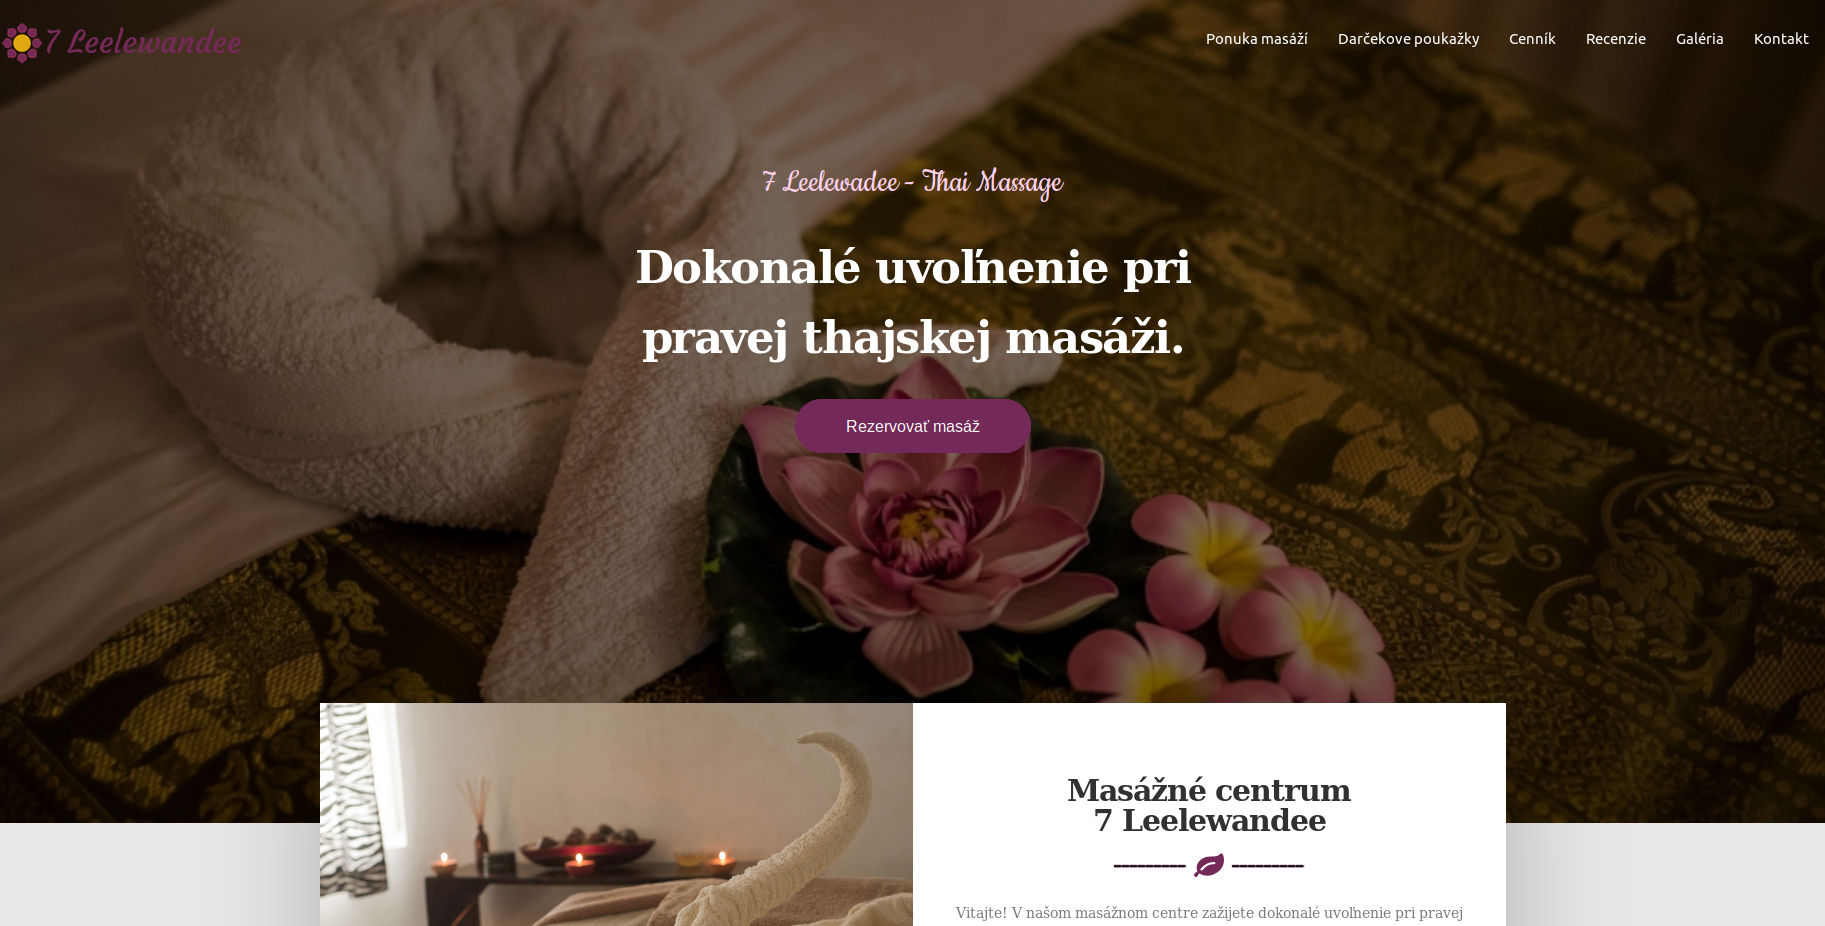 7 Leelewandee
Ponuka masáží
Darčekove poukažky
Cenník
Recenzie
Galéria
Kontakt
7 Leelewadee - Thai Massage
Dokonalé uvoľnenie pri
pravej thajskej masáži.
Rezervovať masáž
Masážné centrum
7 Leelewandee
Vitajte! V našom masážnom centre zažijete dokonalé uvoľnenie pri pravej